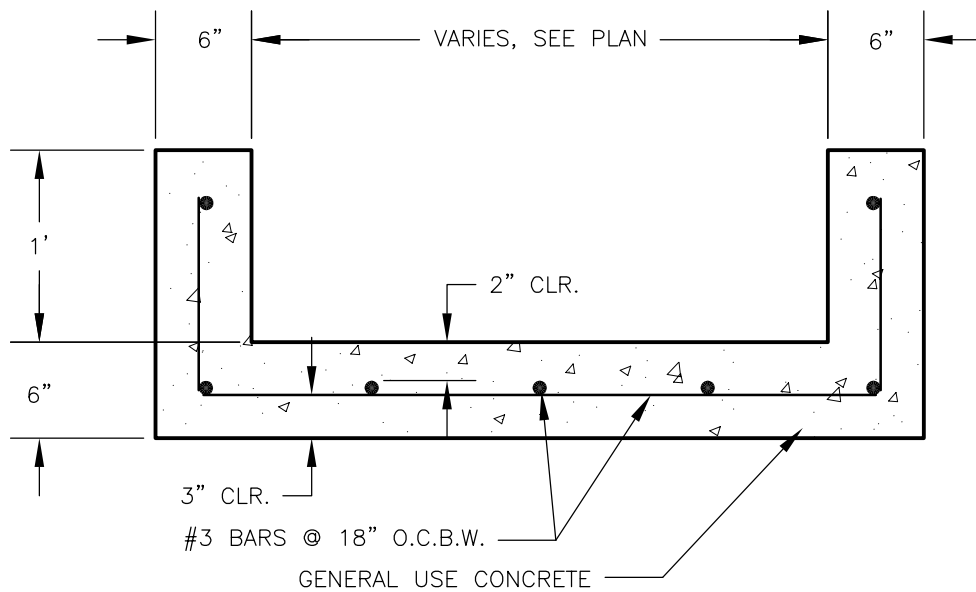 6”
VARIES, SEE PLAN
6”
1'
2” CLR.
6”
3” CLR.
#3 BARS @ 18” O.C.B.W.
GENERAL USE CONCRETE